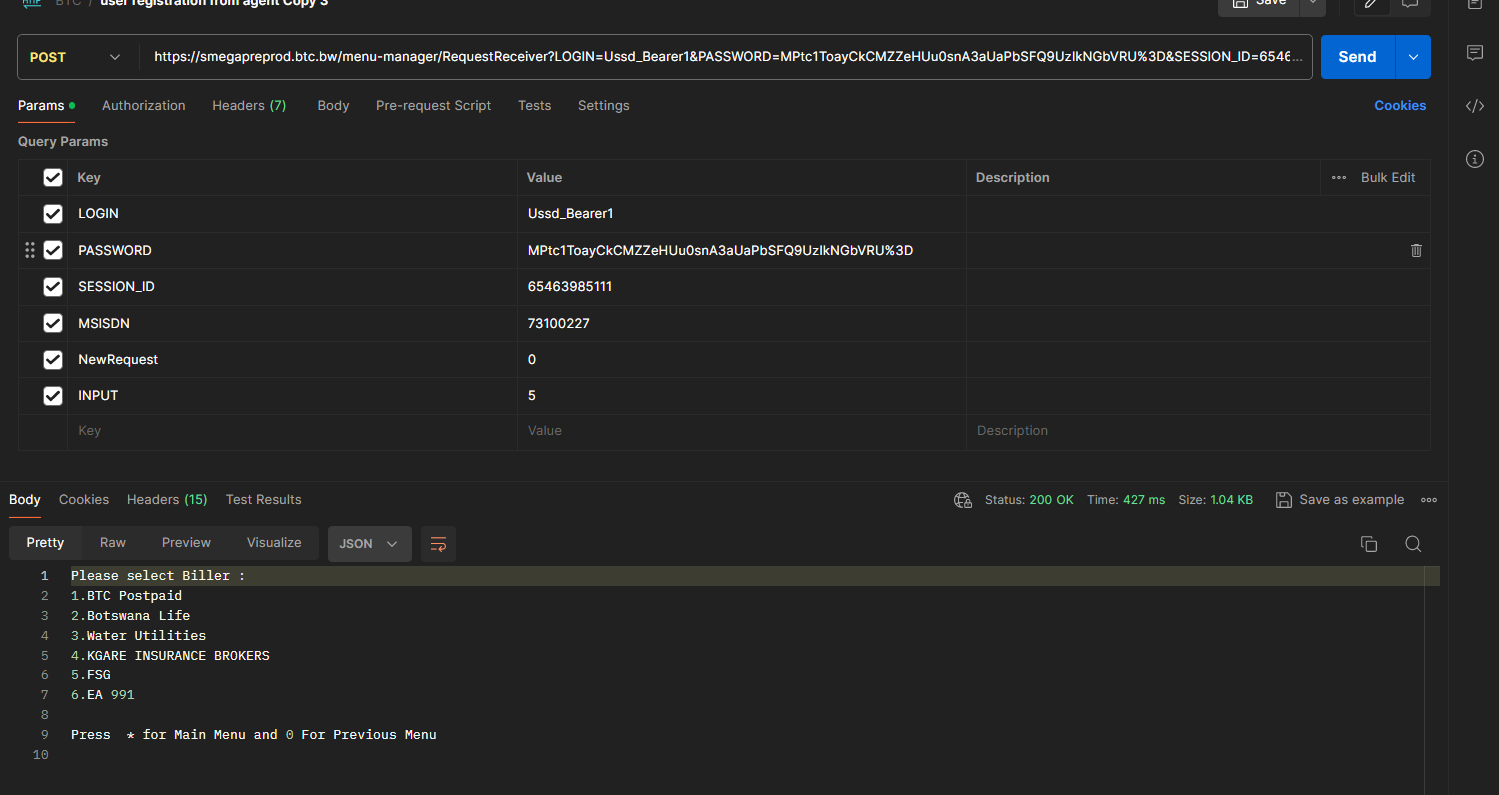 HTTP BTC / user registration from agent Copy 3 Save
POST https://smegapreprod.btc.bw/menu-manager/RequestReceiver?LOGIN=Ussd_Bearer1&PASSWORD=MPtc1ToayCkCMZZeHUu0snA3aUaPbSFQ9UzIkNGbVRU%3D&SESSION_ID=6546... Send
Params Authorization Headers (7) Body Pre-request Script Tests Settings Cookies
Query Params
Key Value Description ••• Bulk Edit
LOGIN Ussd_Bearer1
PASSWORD MPtc1ToayCkCMZZeHUu0snA3aUaPbSFQ9UzIkNGbVRU%3D
SESSION_ID 65463985111
MSISDN 73100227
NewRequest 0
INPUT 5
Key Value Description
Body Cookies Headers (15) Test Results Status: 200 OK Time: 427 ms Size: 1.04 KB Save as example
Pretty Raw Preview Visualize JSON
1 Please select Biller :
2 1.BTC Postpaid
3 2.Botswana Life
4 3.Water Utilities
5 4.KGARE INSURANCE BROKERS
6 5.FSG
7 6.EA 991
8
9 Press  * for Main Menu and 0 For Previous Menu
10